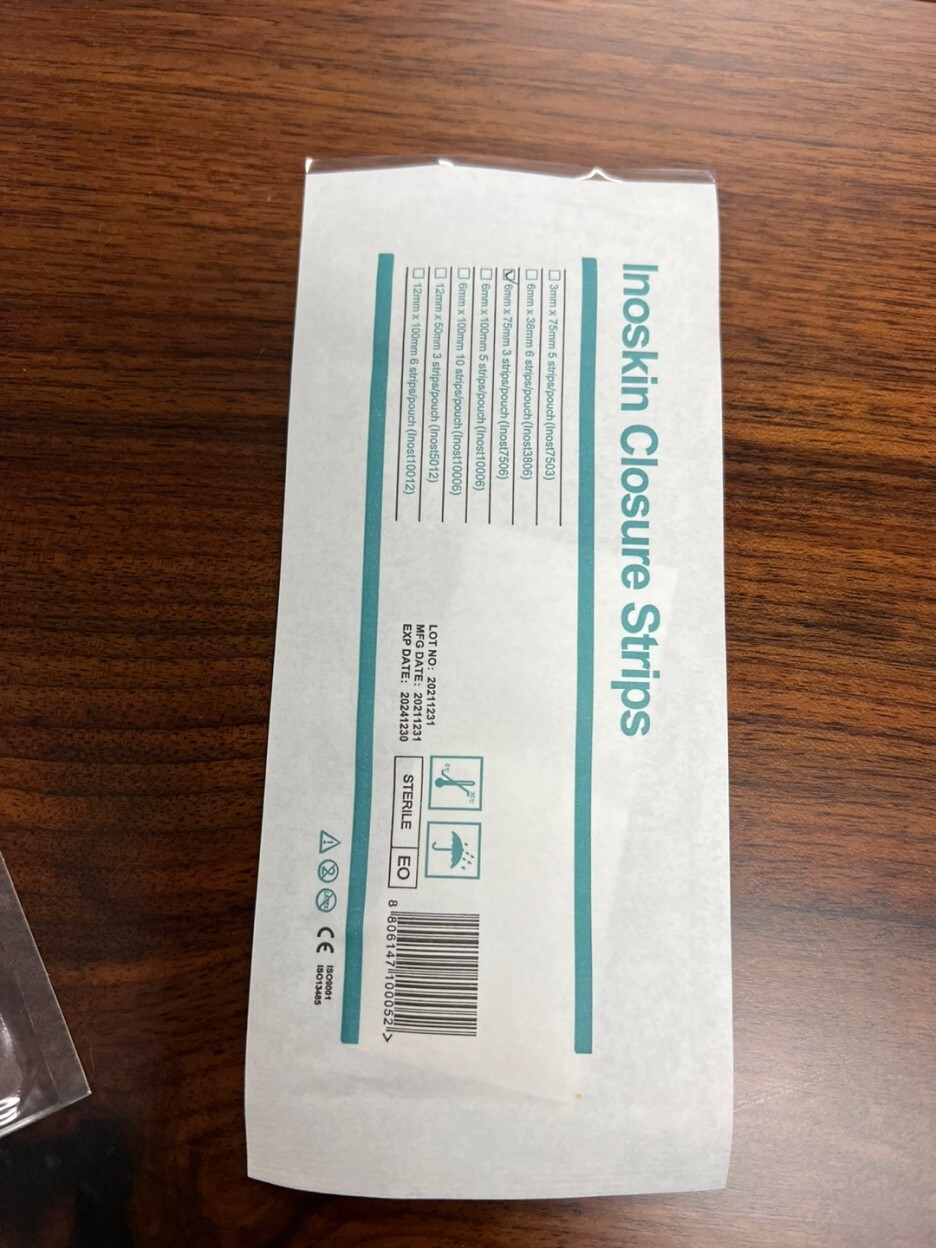 Inoskin Closure Strips
3mm x 75mm 5 strips/pouch (Inost7503)
6mm x 38mm 6 strips/pouch (Inost3806)
6mm x 75mm 3 strips/pouch (Inost7506)
6mm x 100mm 5 strips/pouch (Inost10006)
6mm x 100mm 10 strips/pouch (Inost10006)
12mm x 50mm 3 strips/pouch (Inost5012)
12mm x 100mm 6 strips/pouch (Inost10012)
LOT NO: 20211231
MFG DATE: 20211231
EXP DATE: 20241230
STERILE EO
8 806147 100052 >
CE
ISO9001
ISO13485